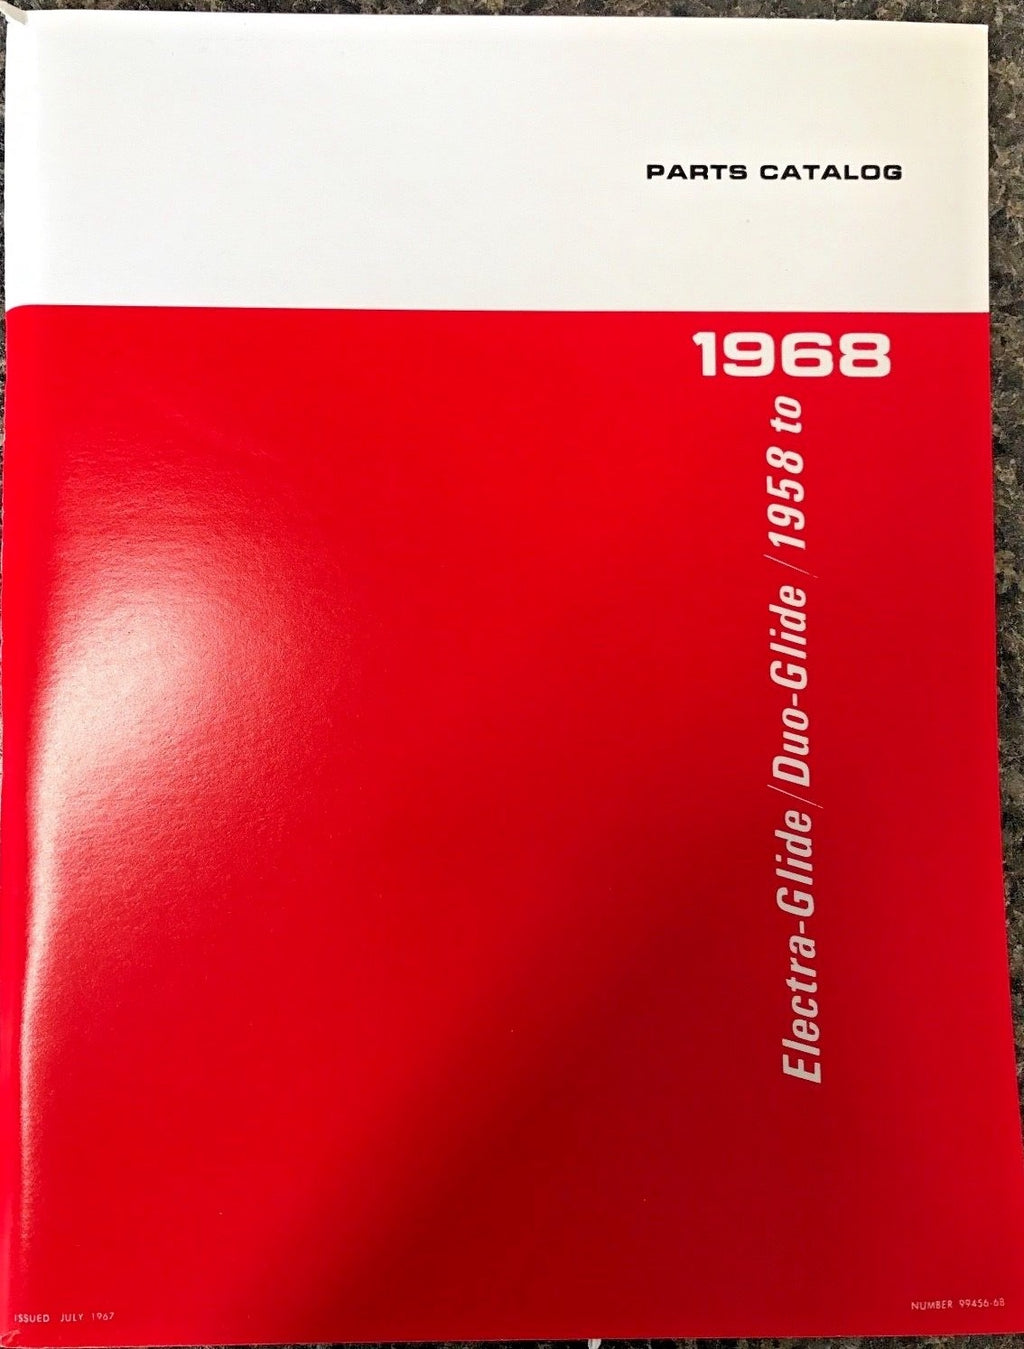 PARTS CATALOG
1968
Electra-Glide/Duo-Glide/1958 to
ISSUED JULY 1967
NUMBER 99456-68